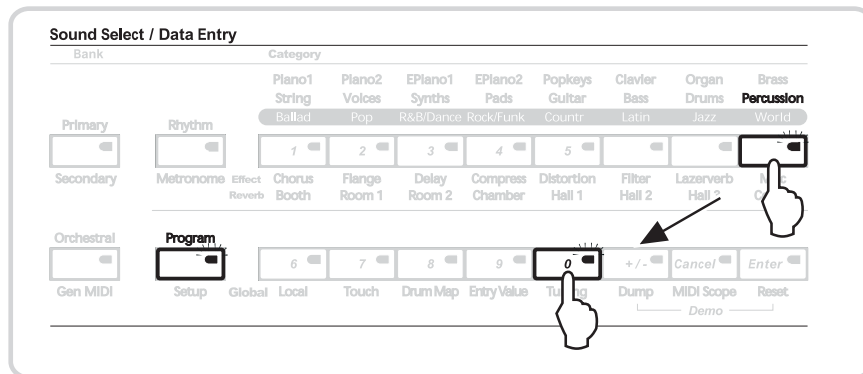 Sound Select / Data Entry
Bank Category
Piano1 Piano2 EPiano1 EPiano2 Popkeys Clavier Organ Brass
String Voices Synths Pads Guitar Bass Drums Percussion
Ballad Pop R&B/Dance Rock/Funk Countr Latin Jazz World
Primary Rhythm
1 2 3 4 5
Secondary Metronome Effect Chorus Flange Delay Compress Distortion Filter Lazerverb
Reverb Booth Room 1 Room 2 Chamber Hall 1 Hall 2 Hall
Orchestral Program
6 7 8 9 0 +/- Cancel Enter
Gen MIDI Setup Global Local Touch Drum Map Entry Value Dump MIDI Scope Reset
Demo